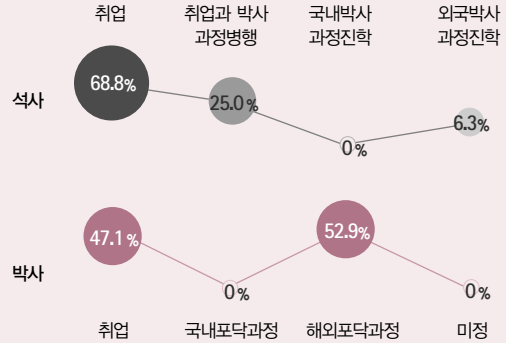 취업
취업과 박사
과정병행
국내박사
과정진학
외국박사
과정진학
석사
68.8%
25.0%
0%
6.3%
박사
47.1%
0%
52.9%
0%
취업
국내포닥과정
해외포닥과정
미정